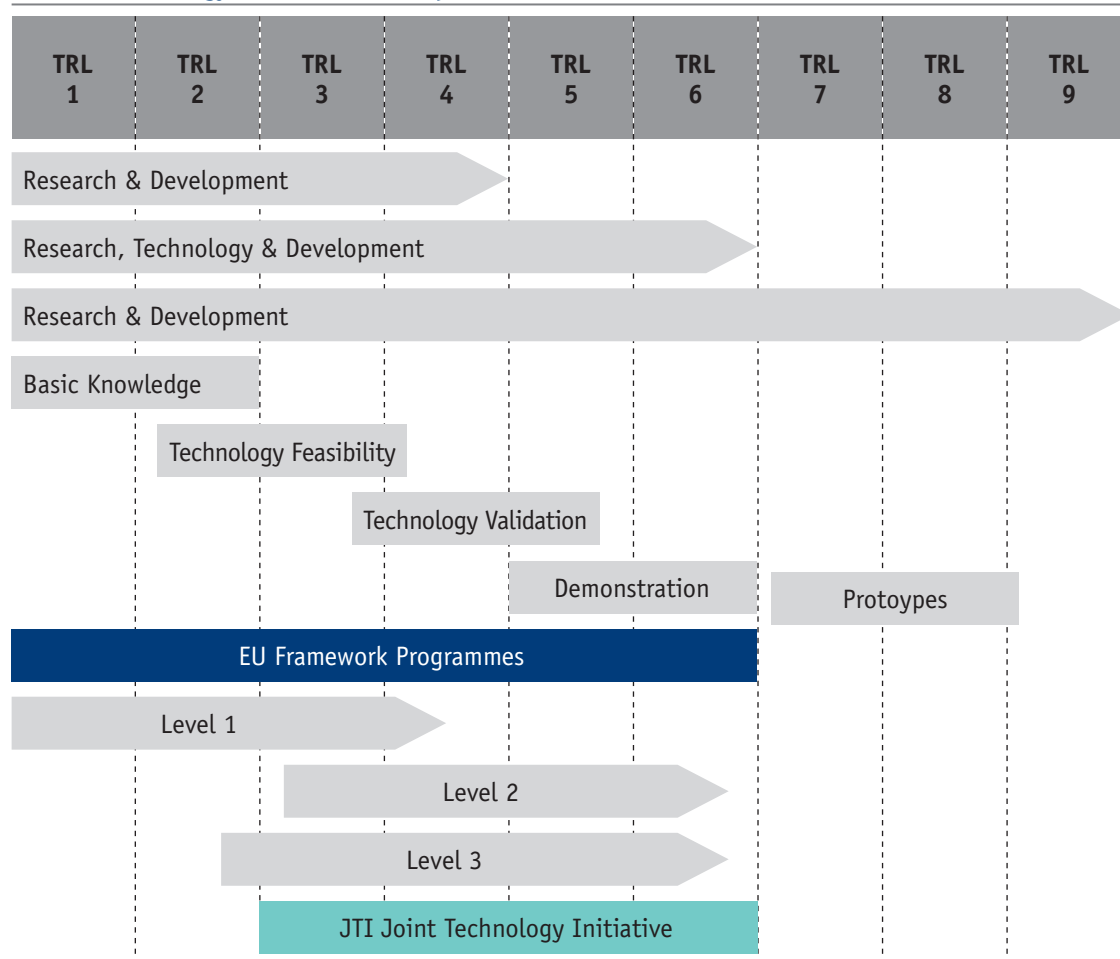 TRL 1
TRL 2
TRL 3
TRL 4
TRL 5
TRL 6
TRL 7
TRL 8
TRL 9
Research & Development
Research, Technology & Development
Research & Development
Basic Knowledge
Technology Feasibility
Technology Validation
Demonstration
Protoypes
EU Framework Programmes
Level 1
Level 2
Level 3
JTI Joint Technology Initiative